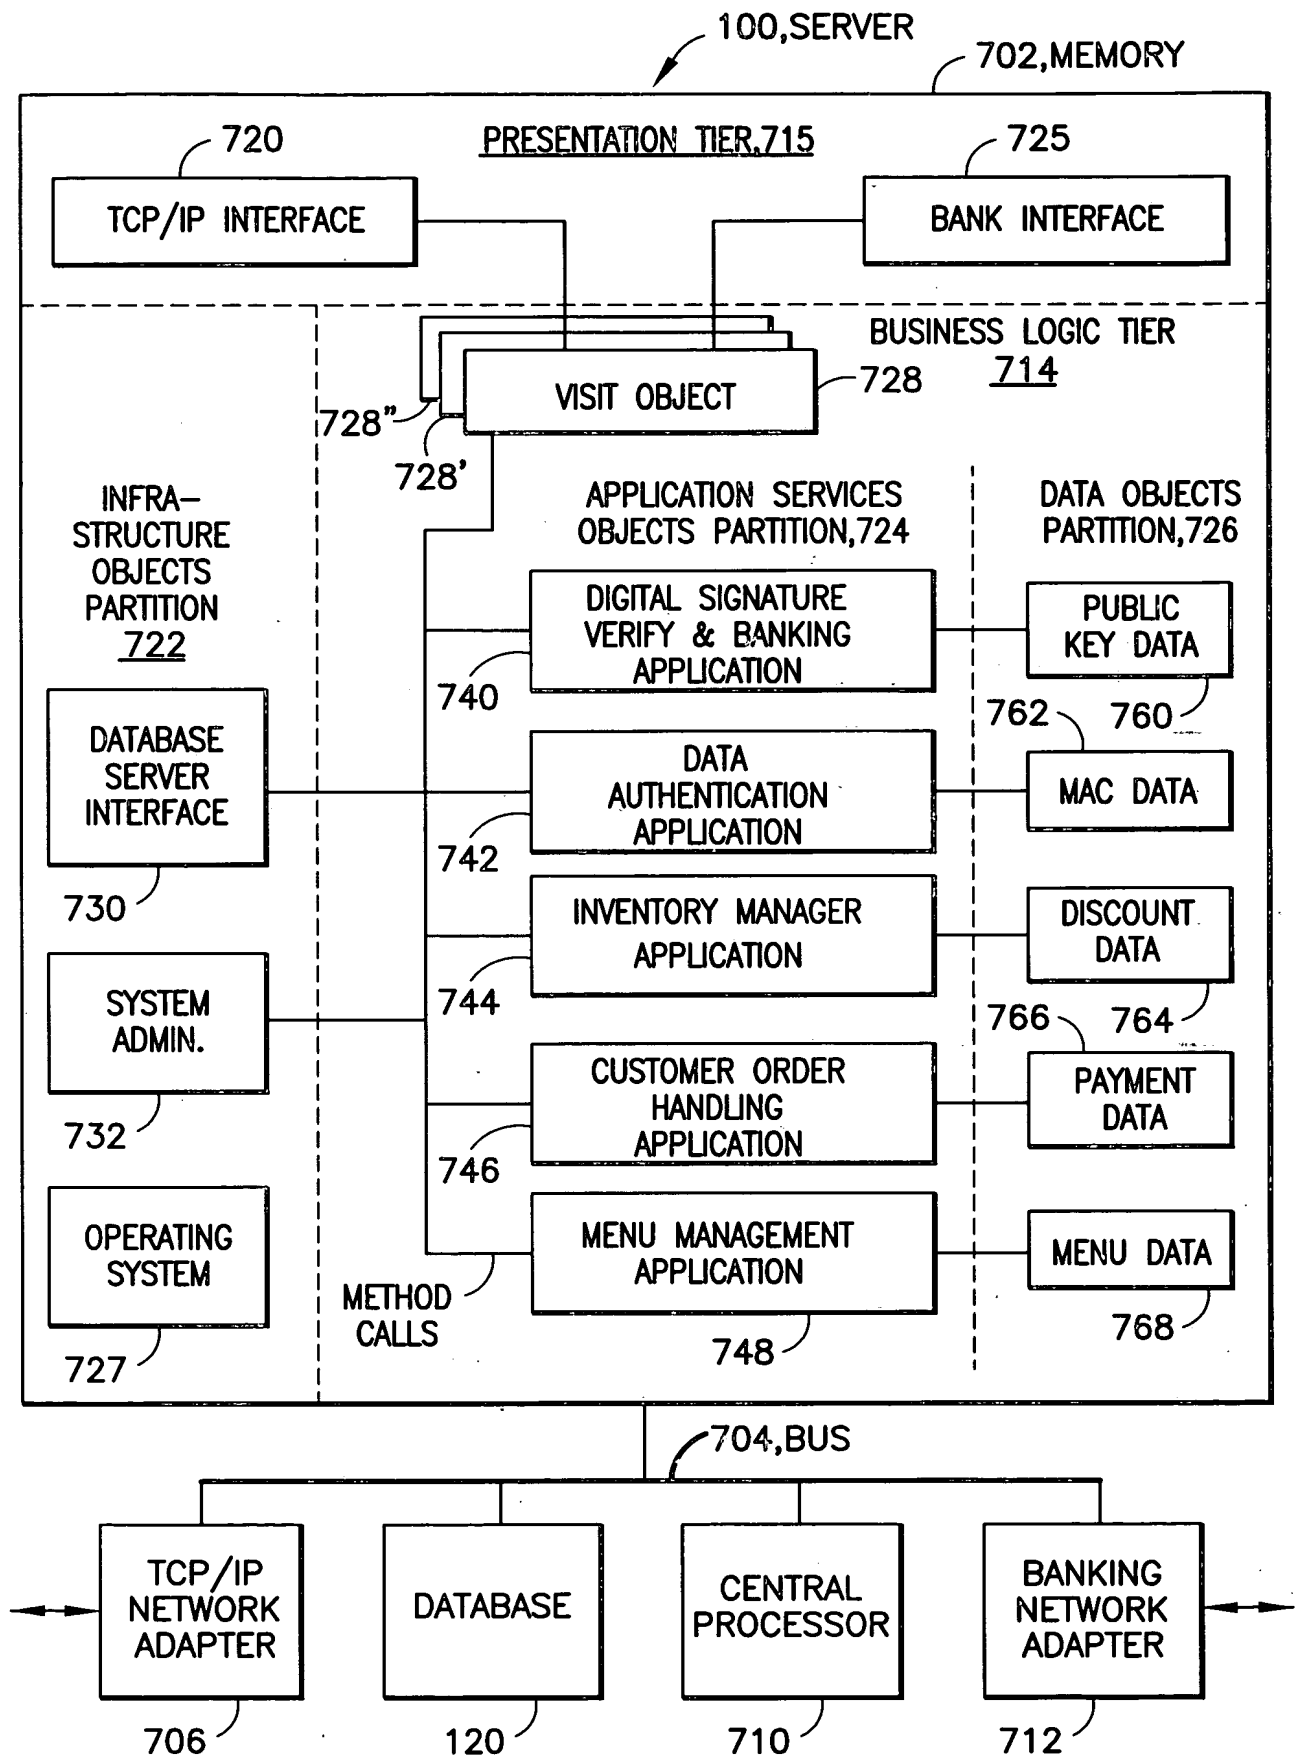 100,SERVER
702,MEMORY
PRESENTATION TIER,715
720
725
TCP/IP INTERFACE
BANK INTERFACE
BUSINESS LOGIC TIER
714
VISIT OBJECT
728
728"
728'
INFRA-
STRUCTURE
OBJECTS
PARTITION
722
APPLICATION SERVICES
OBJECTS PARTITION,724
DATA OBJECTS
PARTITION,726
DIGITAL SIGNATURE
VERIFY & BANKING
APPLICATION
740
PUBLIC
KEY DATA
760
DATABASE
SERVER
INTERFACE
730
DATA
AUTHENTICATION
APPLICATION
742
762
MAC DATA
INVENTORY MANAGER
APPLICATION
744
DISCOUNT
DATA
764
SYSTEM
ADMIN.
732
CUSTOMER ORDER
HANDLING
APPLICATION
746
766
PAYMENT
DATA
OPERATING
SYSTEM
727
METHOD
CALLS
MENU MANAGEMENT
APPLICATION
748
MENU DATA
768
704,BUS
TCP/IP
NETWORK
ADAPTER
706
DATABASE
120
CENTRAL
PROCESSOR
710
BANKING
NETWORK
ADAPTER
712